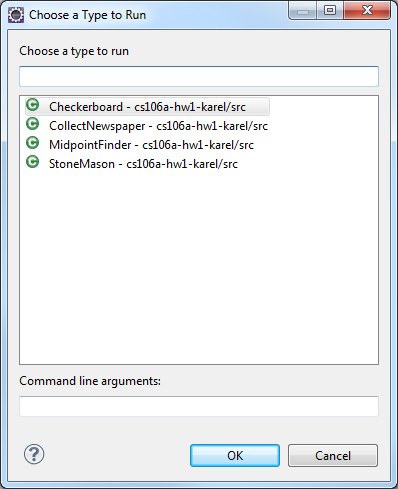 Choose a Type to Run
Choose a type to run
Checkerboard - cs106a-hw1-karel/src
CollectNewspaper - cs106a-hw1-karel/src
MidpointFinder - cs106a-hw1-karel/src
StoneMason - cs106a-hw1-karel/src
Command line arguments:
OK Cancel